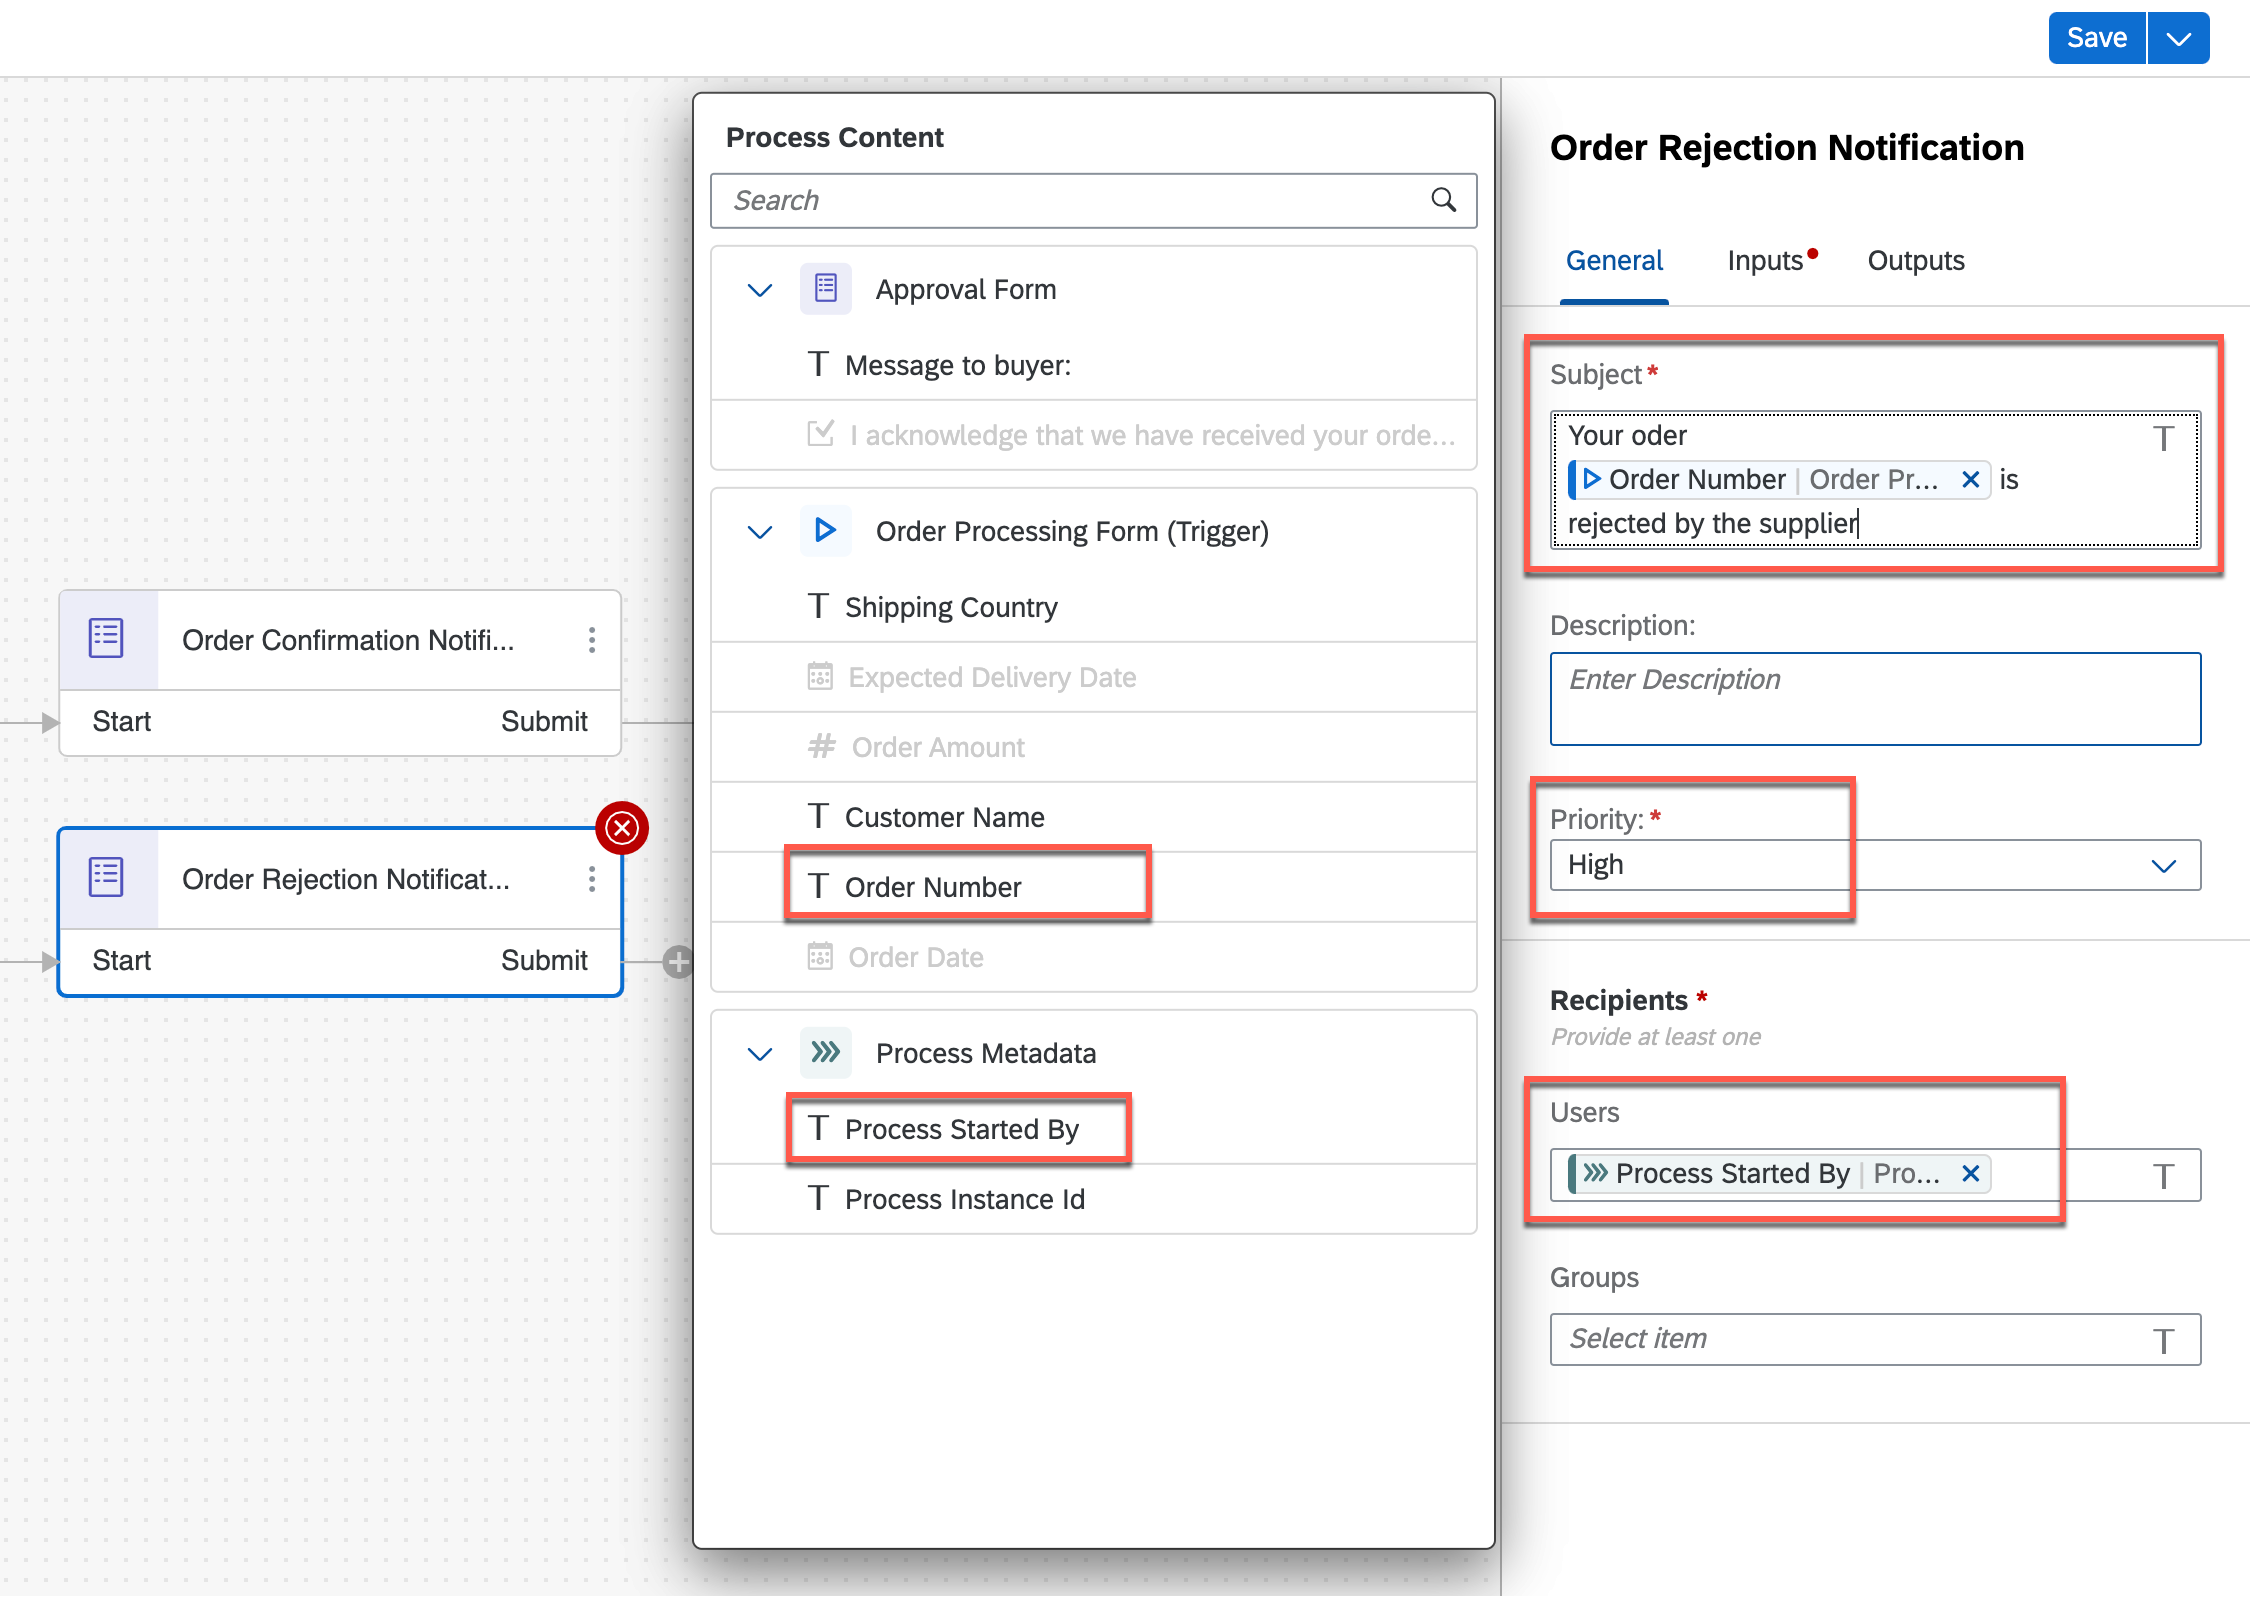 Save
Order Confirmation Notifi...
Start
Submit
Order Rejection Notificat...
Start
Submit
Process Content
Search
Approval Form
Message to buyer:
I acknowledge that we have received your orde...
Order Processing Form (Trigger)
Shipping Country
Expected Delivery Date
Order Amount
Customer Name
Order Number
Order Date
Process Metadata
Process Started By
Process Instance Id
Order Rejection Notification
General Inputs Outputs
Subject*
Your oder
Order Number | Order Pr... is
rejected by the supplier
Description:
Enter Description
Priority: *
High
Recipients *
Provide at least one
Users
Process Started By | Pro...
Groups
Select item